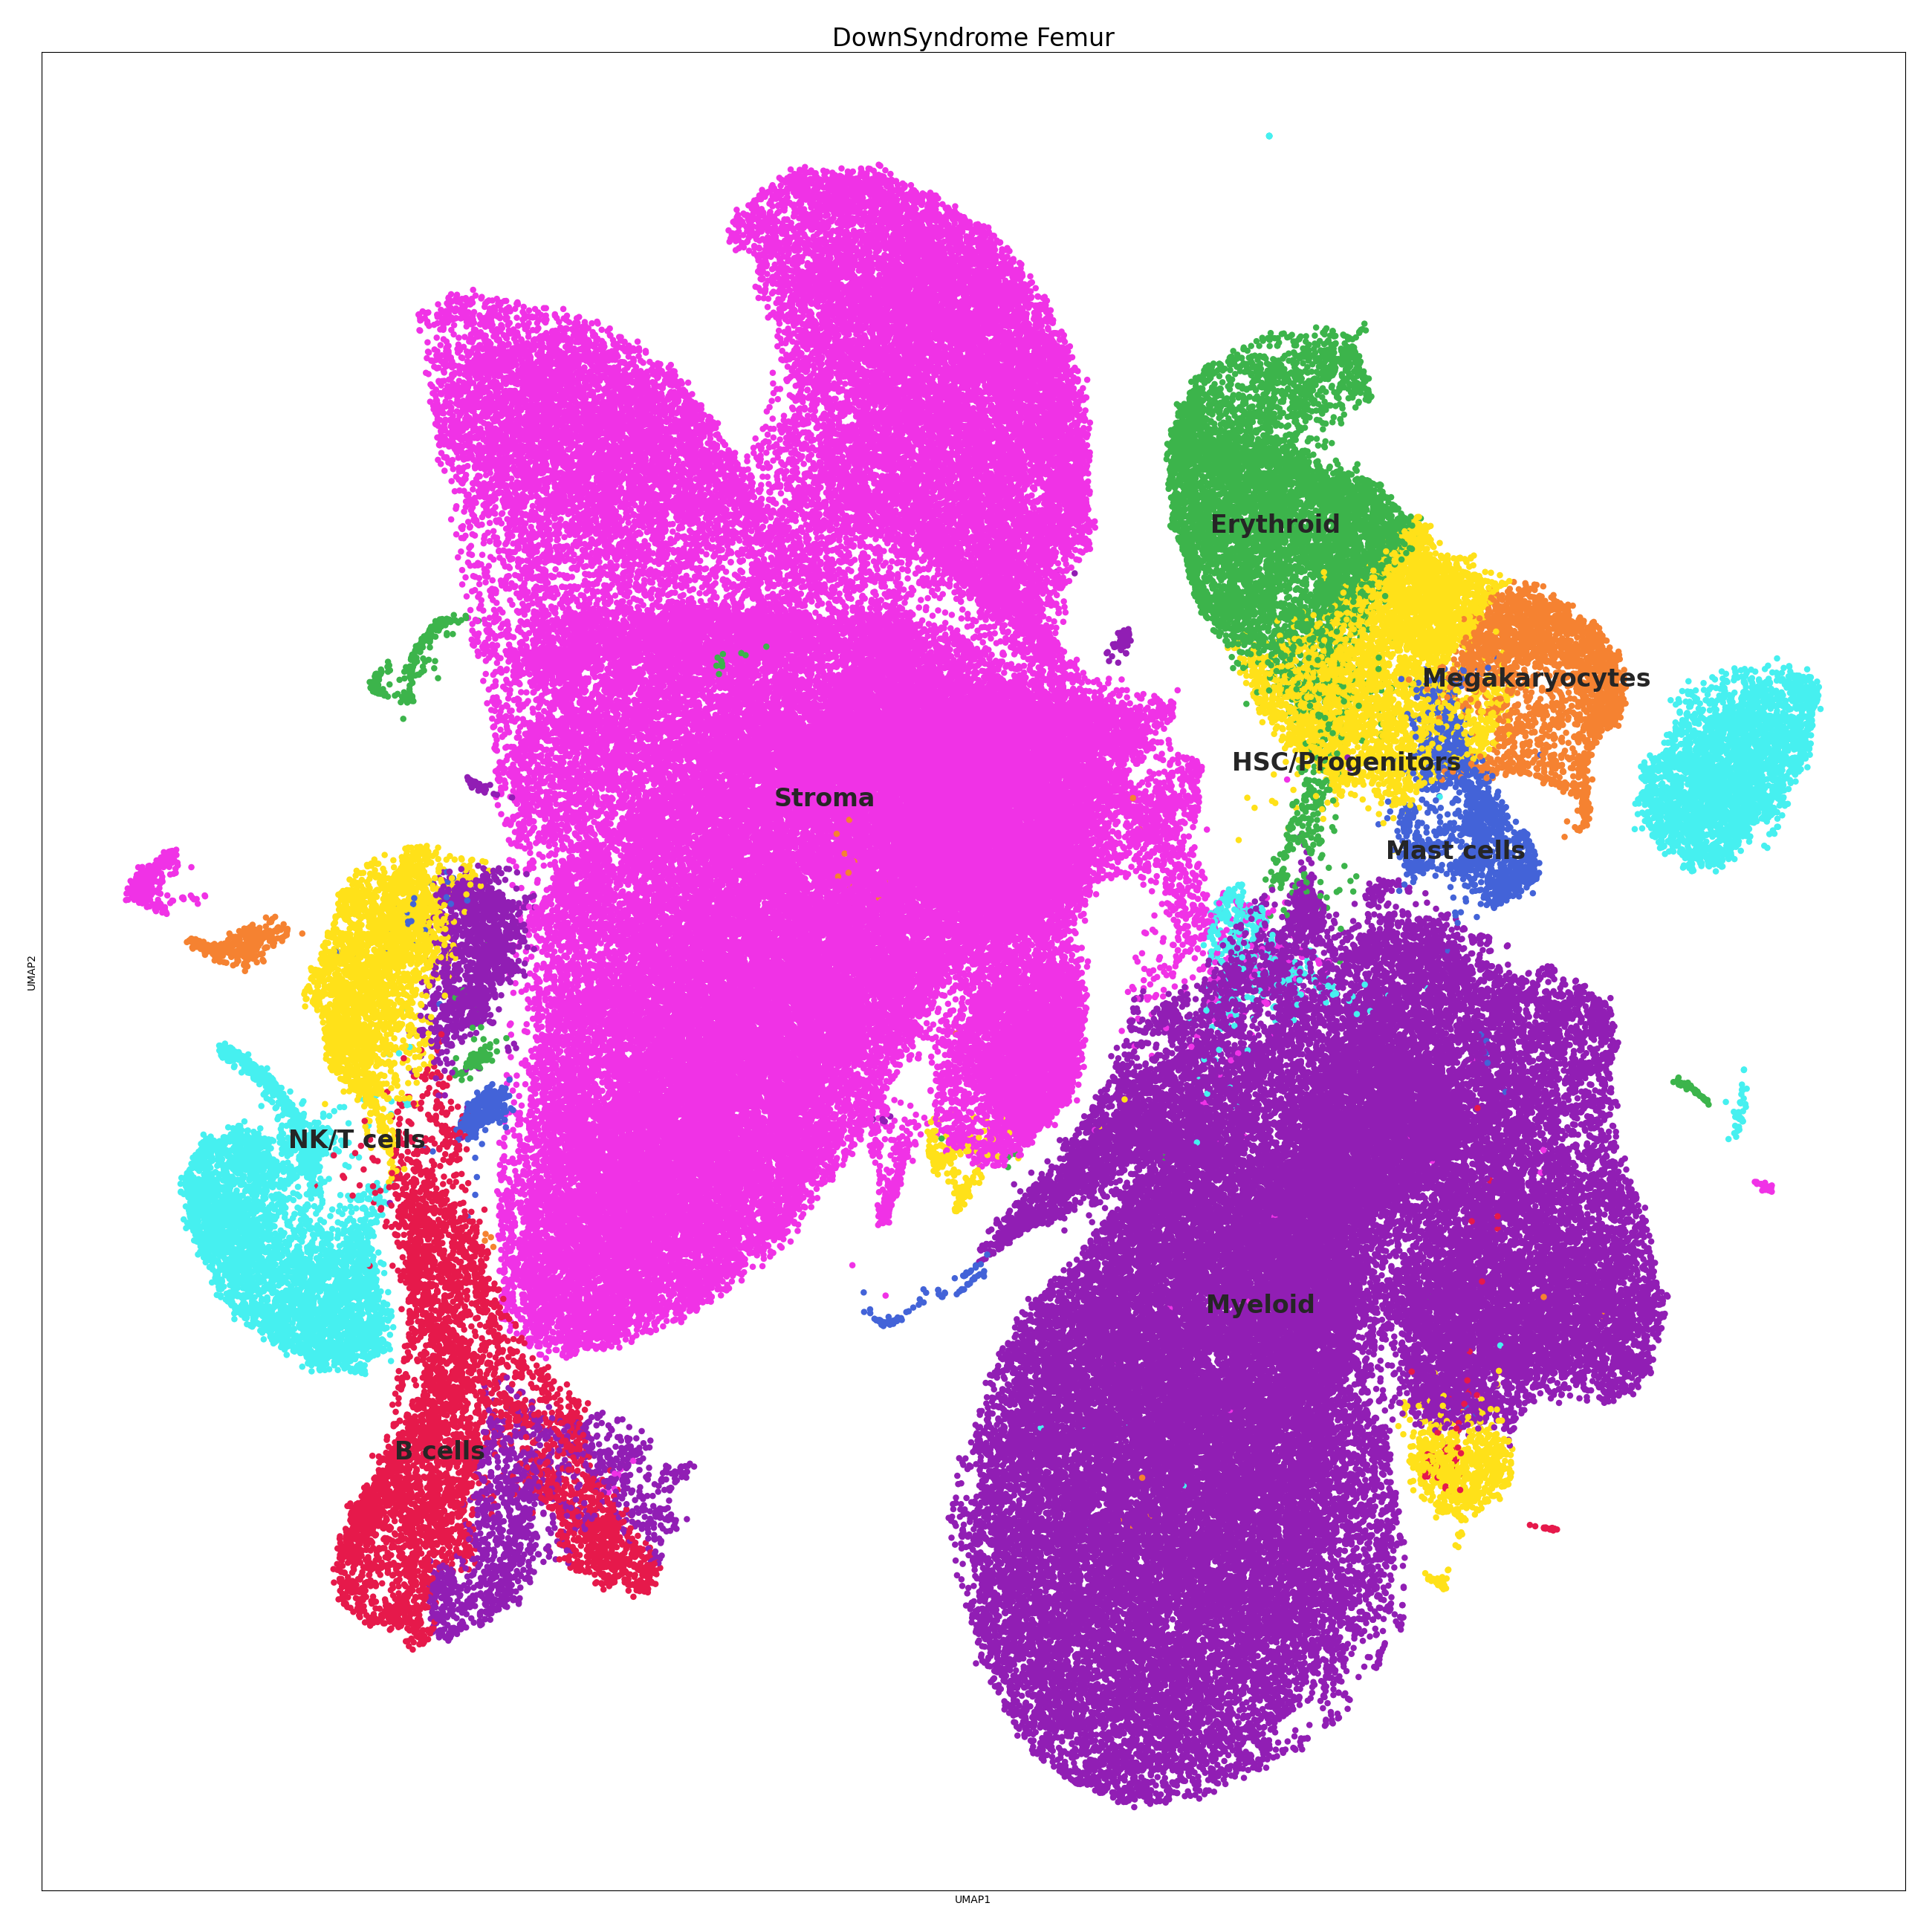 DownSyndrome Femur
Erythroid
Megakaryocytes
HSC/Progenitors
Stroma
Mast cells
UMAP2
NK/T cells
Myeloid
B cells
UMAP1